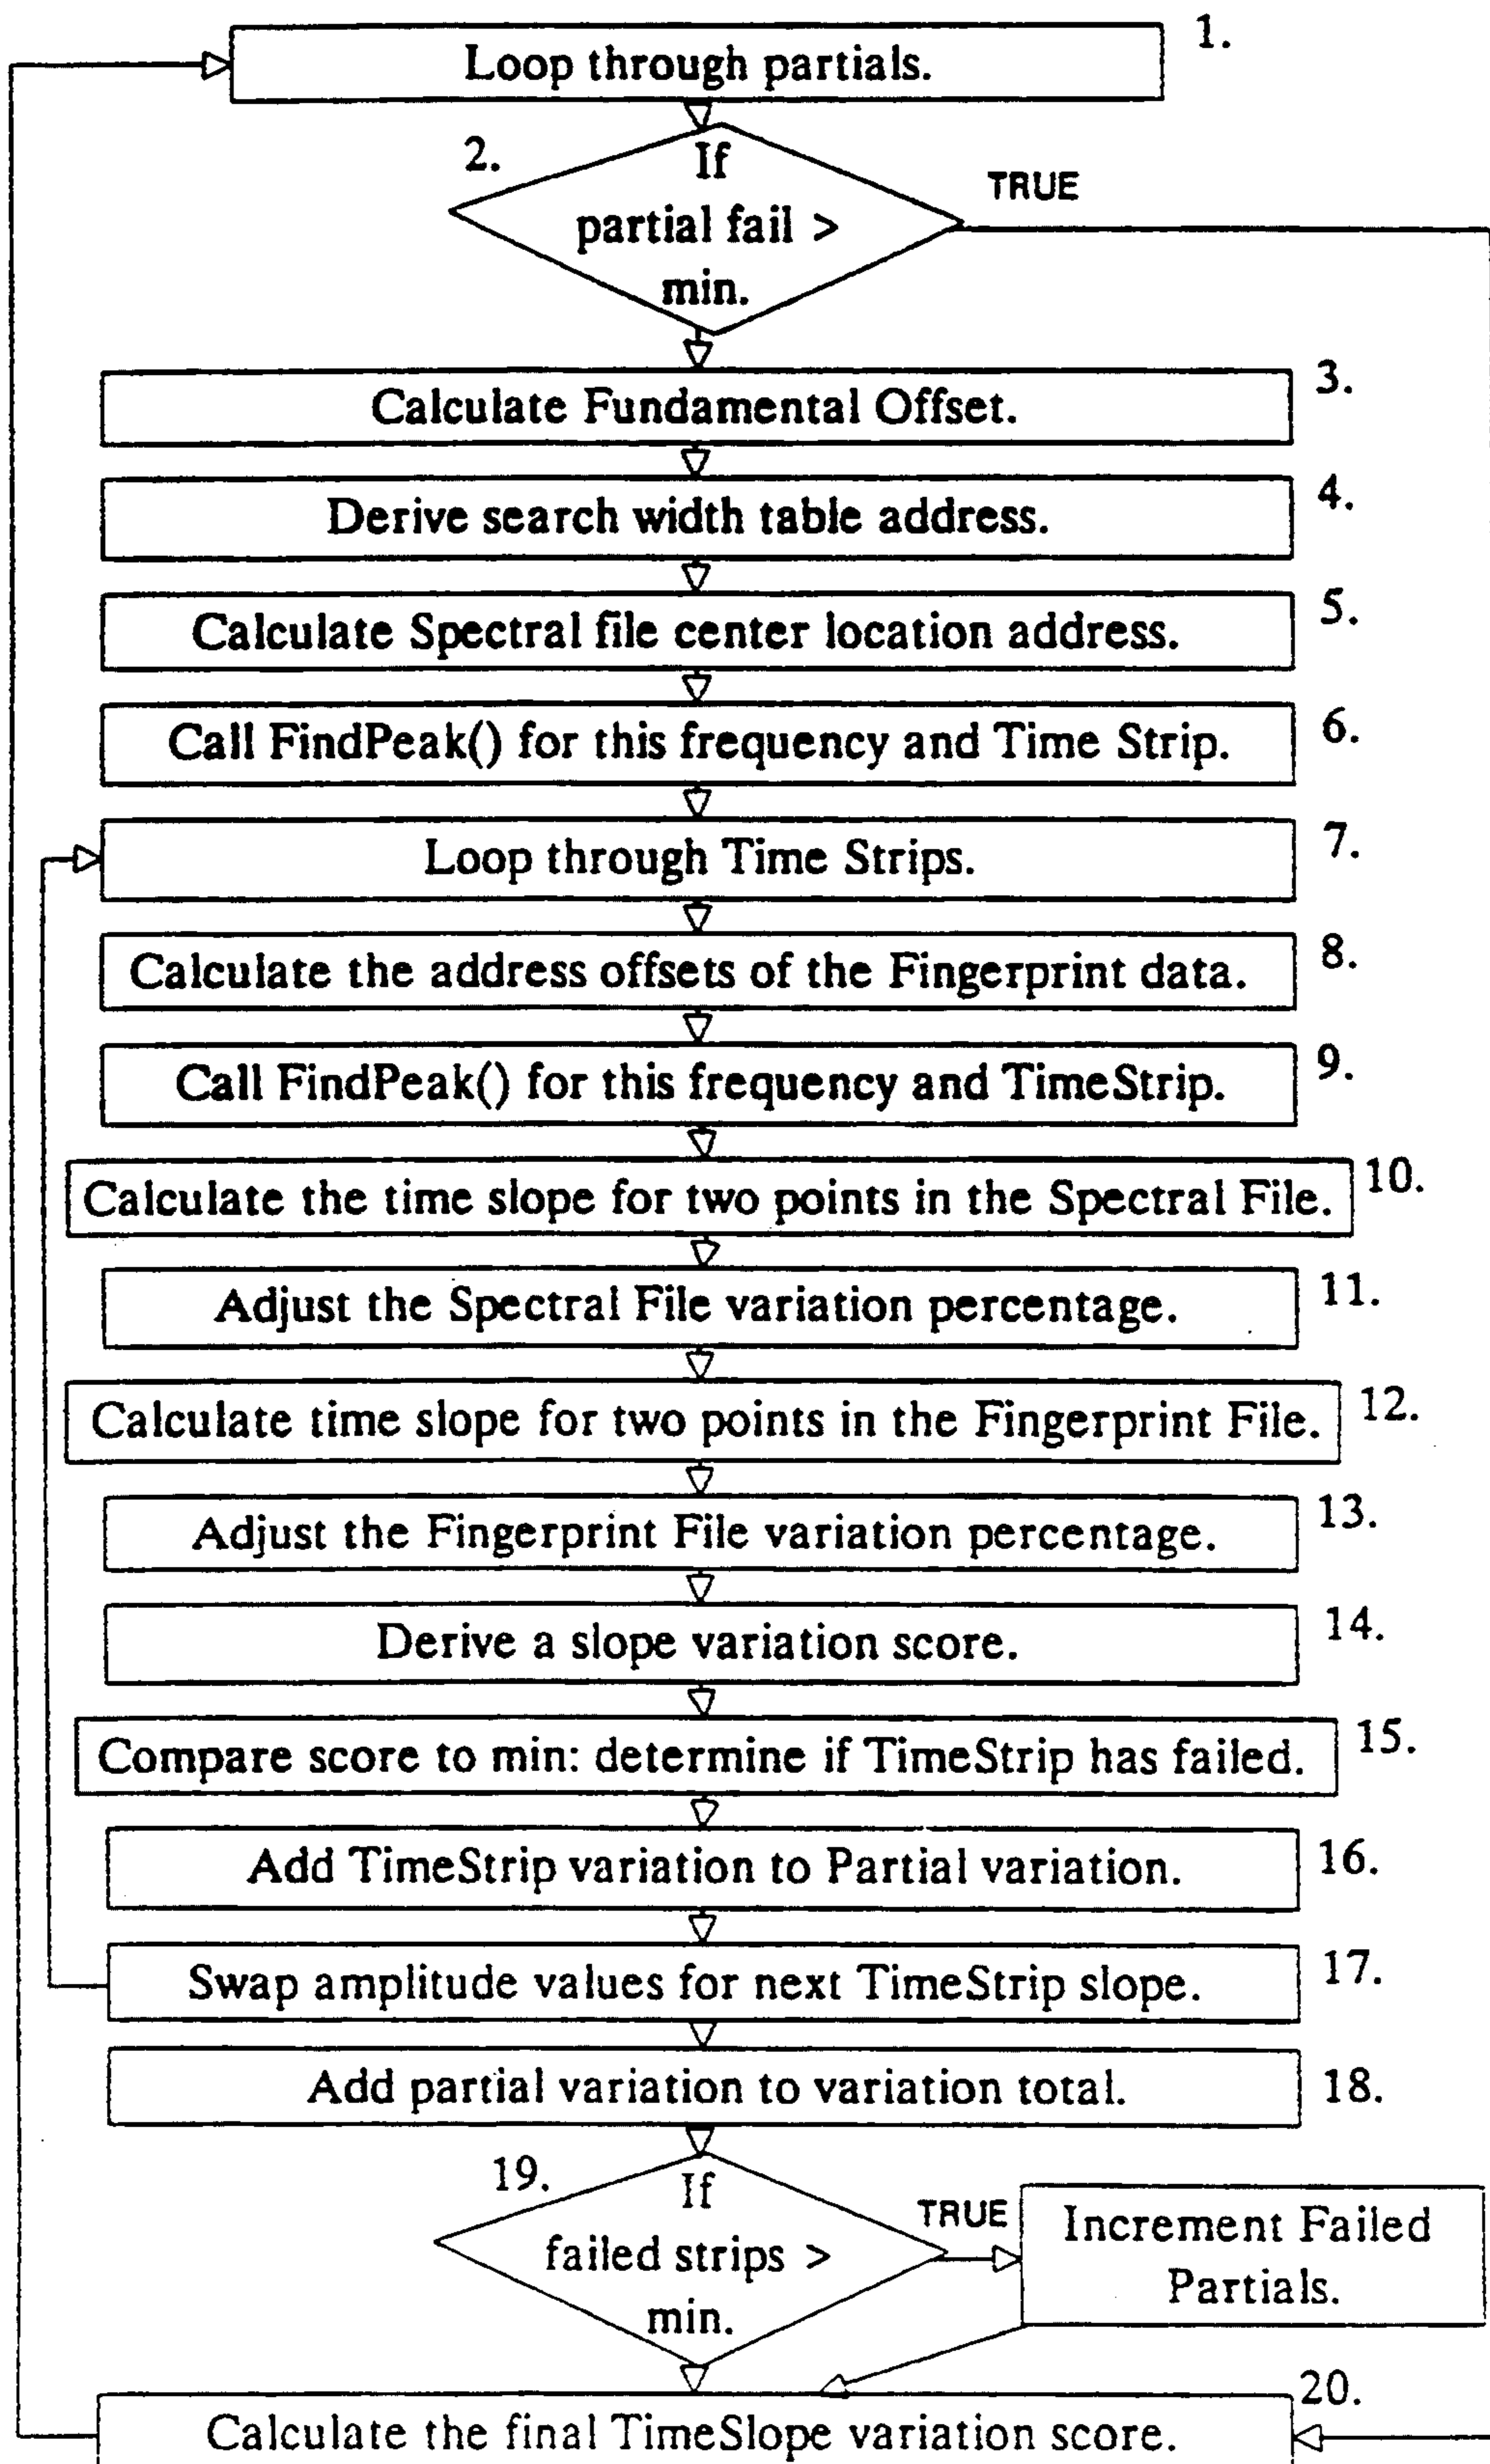 1.
Loop through partials.
2.
If
partial fail >
min.
TRUE
3.
Calculate Fundamental Offset.
4.
Derive search width table address.
5.
Calculate Spectral file center location address.
6.
Call FindPeak() for this frequency and Time Strip.
7.
Loop through Time Strips.
8.
Calculate the address offsets of the Fingerprint data.
9.
Call FindPeak() for this frequency and TimeStrip.
10.
Calculate the time slope for two points in the Spectral File.
11.
Adjust the Spectral File variation percentage.
12.
Calculate time slope for two points in the Fingerprint File.
13.
Adjust the Fingerprint File variation percentage.
14.
Derive a slope variation score.
15.
Compare score to min: determine if TimeStrip has failed.
16.
Add TimeStrip variation to Partial variation.
17.
Swap amplitude values for next TimeStrip slope.
18.
Add partial variation to variation total.
19.
If
failed strips >
min.
TRUE
Increment Failed
Partials.
20.
Calculate the final TimeSlope variation score.